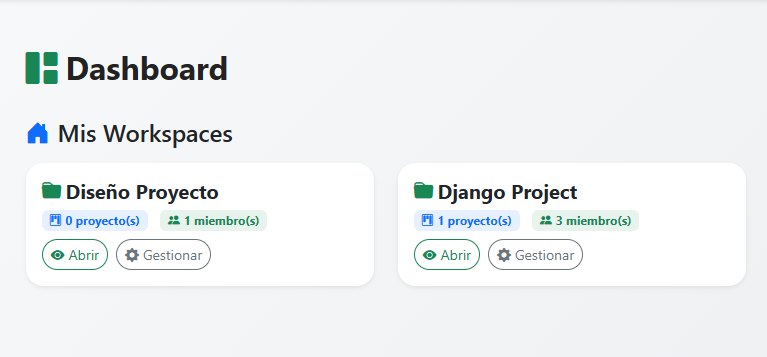 Dashboard
Mis Workspaces
Diseño Proyecto
0 proyecto(s) 1 miembro(s)
Abrir Gestionar
Django Project
1 proyecto(s) 3 miembro(s)
Abrir Gestionar